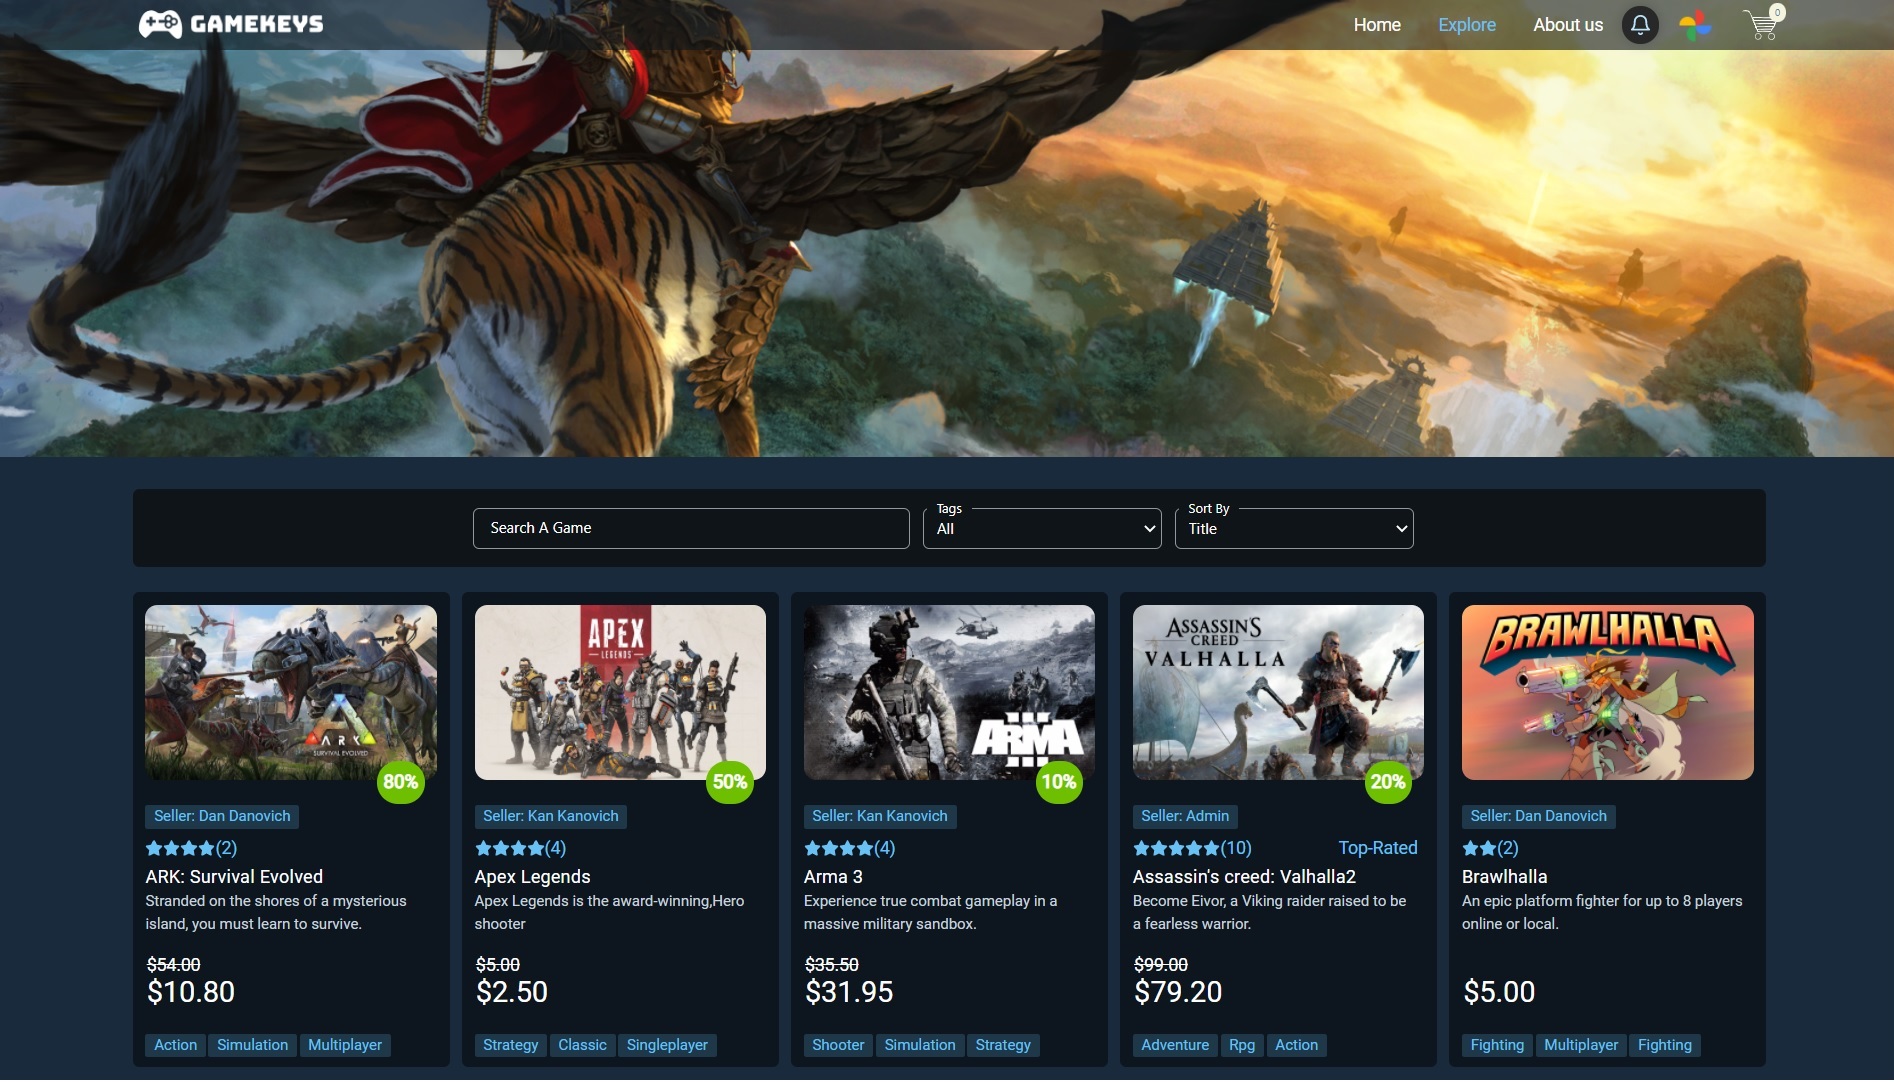 GAMEKEYS
Home
Explore
About us
0
Search A Game
Tags
All
Sort By
Title
ARK
SURVIVAL EVOLVED
80%
Seller: Dan Danovich
(2)
ARK: Survival Evolved
Stranded on the shores of a mysterious
island, you must learn to survive.
$54.00
$10.80
Action
Simulation
Multiplayer
APEX
LEGENDS
50%
Seller: Kan Kanovich
(4)
Apex Legends
Apex Legends is the award-winning,Hero
shooter
$5.00
$2.50
Strategy
Classic
Singleplayer
ARMA
III
10%
Seller: Kan Kanovich
(4)
Arma 3
Experience true combat gameplay in a
massive military sandbox.
$35.50
$31.95
Shooter
Simulation
Strategy
ASSASSIN'S
CREED
VALHALLA
20%
Seller: Admin
(10)
Top-Rated
Assassin's creed: Valhalla2
Become Eivor, a Viking raider raised to be
a fearless warrior.
$99.00
$79.20
Adventure
Rpg
Action
BRAWLHALLA
Seller: Dan Danovich
(2)
Brawlhalla
An epic platform fighter for up to 8 players
online or local.
$5.00
Fighting
Multiplayer
Fighting